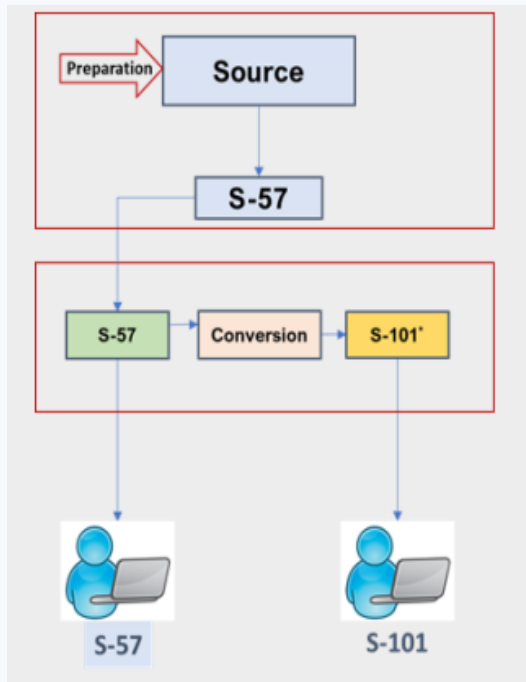 Preparation
Source
S-57
S-57
Conversion
S-101*
S-57
S-101